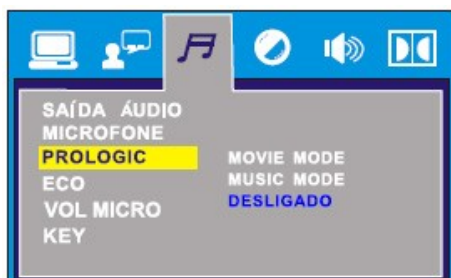 SAÍDA ÁUDIO
MICROFONE
PROLOGIC
ECO
VOL MICRO
KEY
MOVIE MODE
MUSIC MODE
DESLIGADO